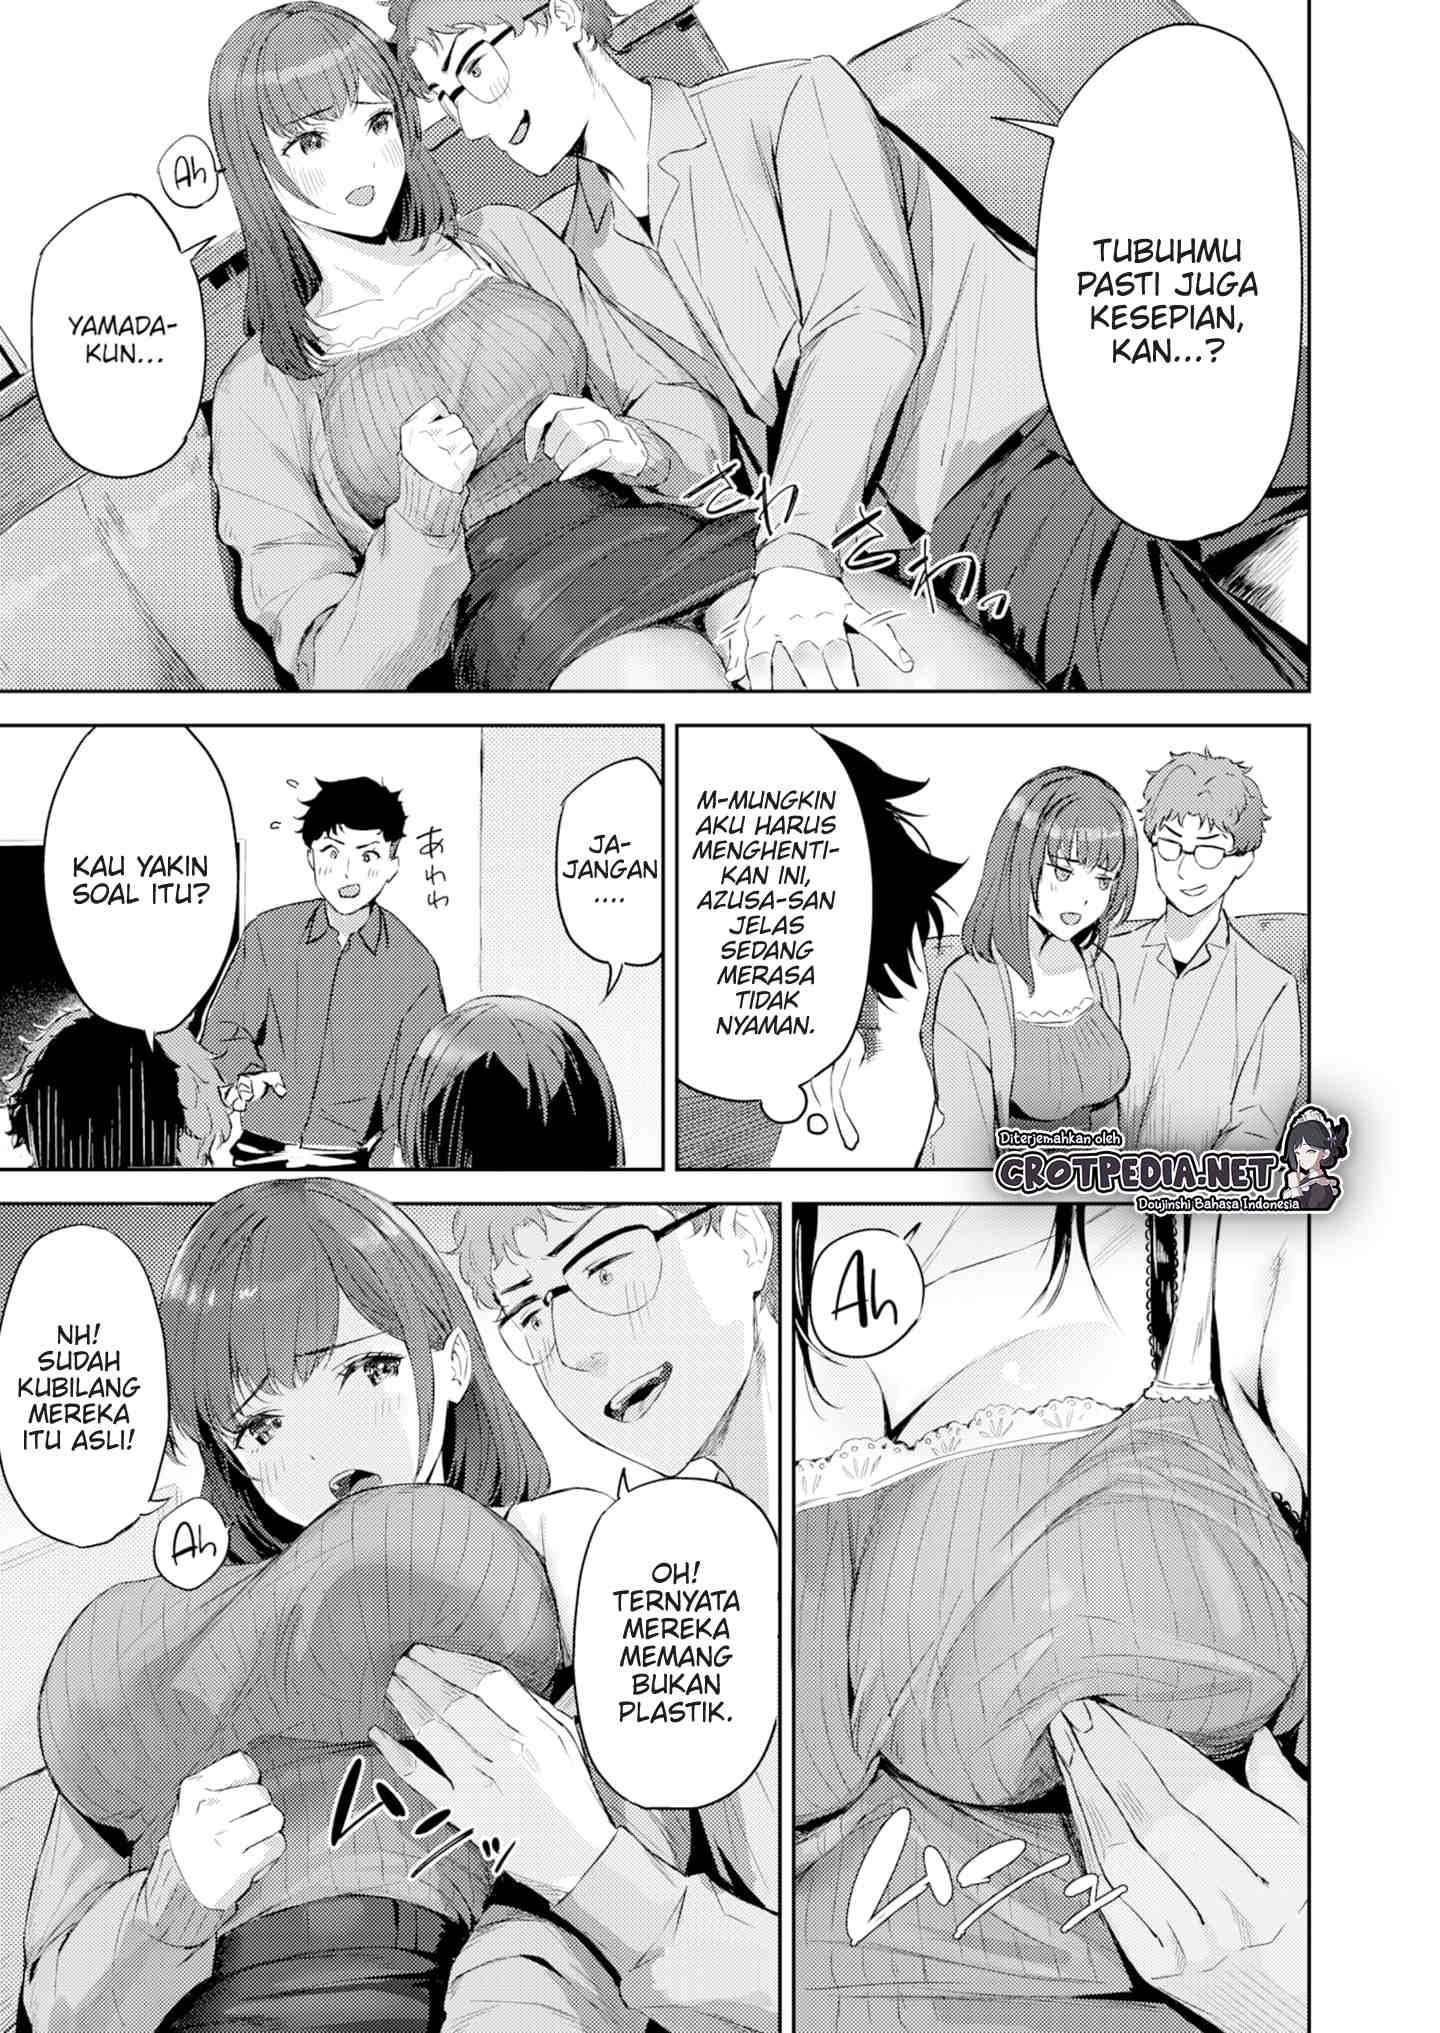 TUBUHMU
PASTI JUGA
KESEPIAN,
KAN...?
Ah
YAMADA-
KUN...
さわ
さわっ
M-MUNGKIN
AKU HARUS
MENGHENTI-
KAN INI,
AZUSA-SAN
JELAS
SEDANG
MERASA
TIDAK
NYAMAN.
JA-
JANGAN
....
あわわ
KAU YAKIN
SOAL ITU?
Diterjemahkan oleh
CROTPEDIA.NET
Doujinshi Bahasa Indonesia
Ah
ムニュ
OH!
TERNYATA
MEREKA
MEMANG
BUKAN
PLASTIK.
NH!
SUDAH
KUBILANG
MEREKA
ITU ASLI!
Ah
ムニッ